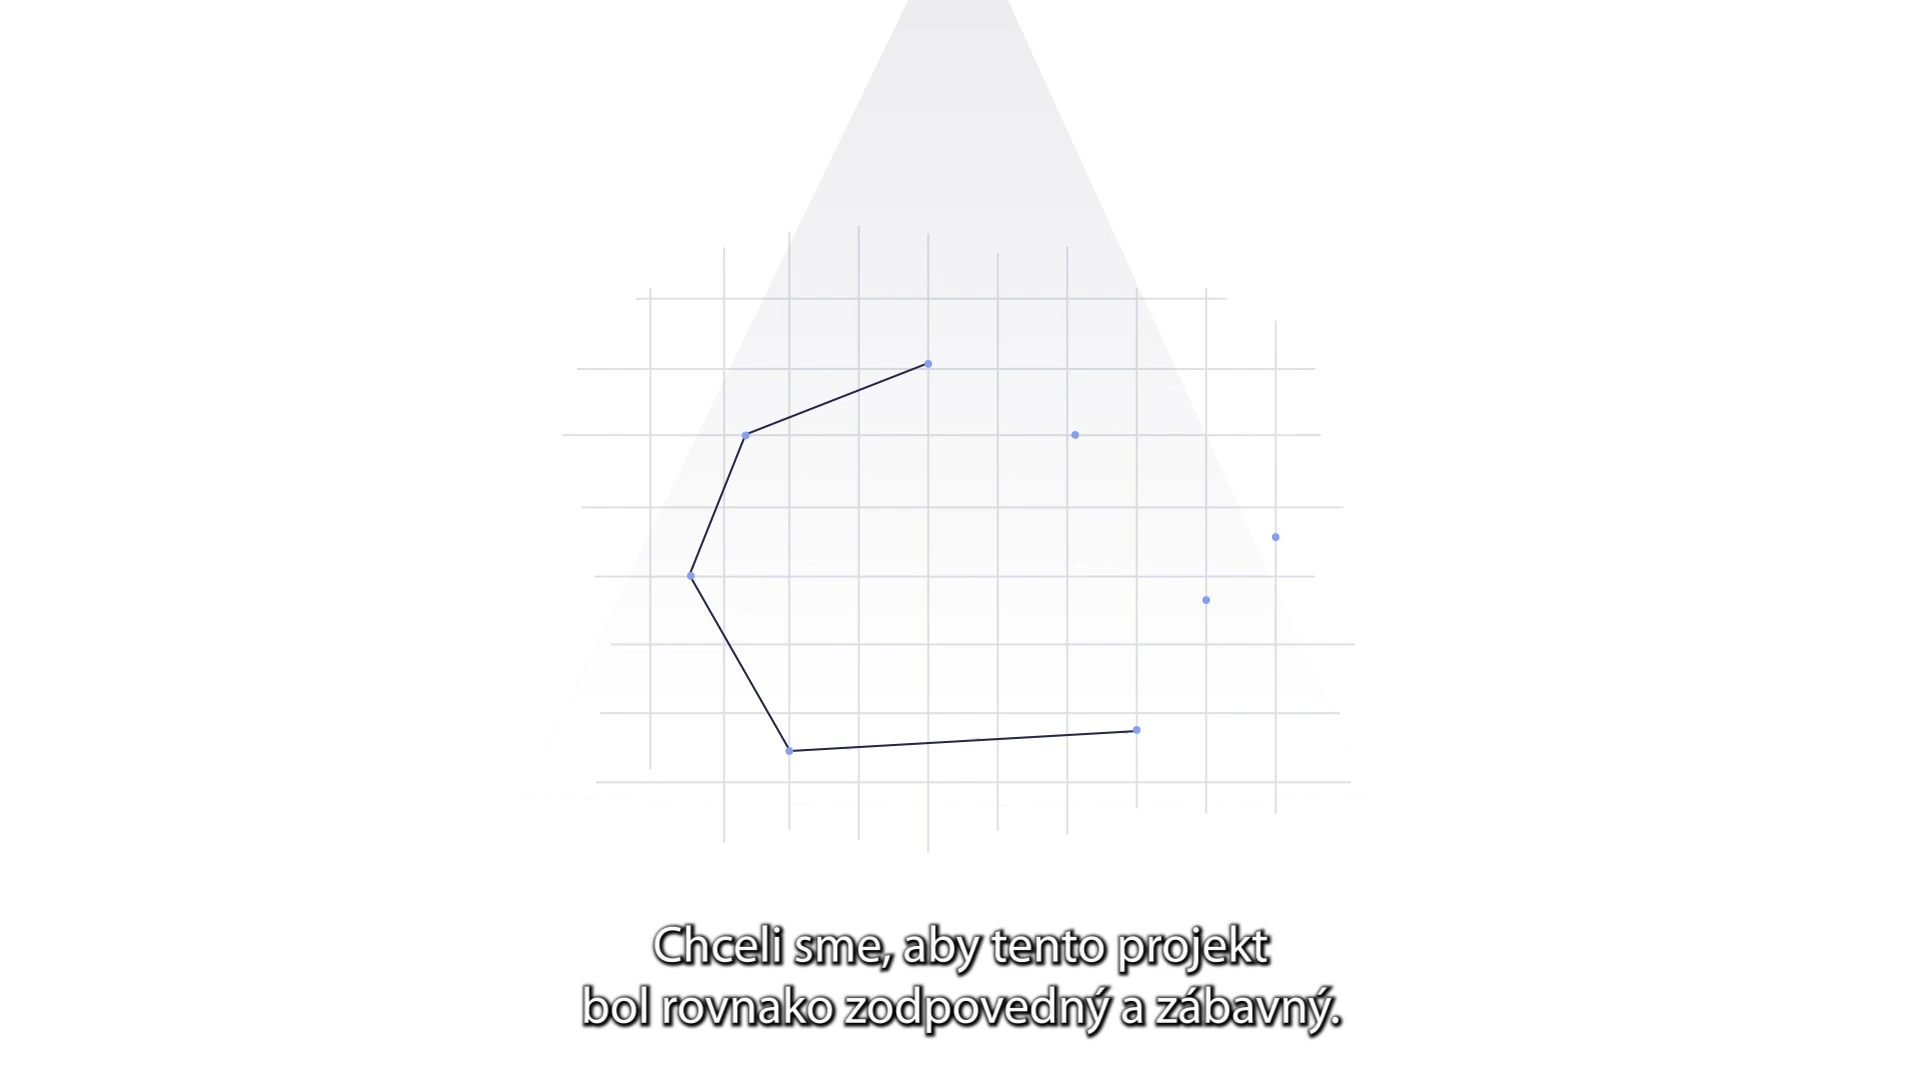 Chceli sme, aby tento projekt
bol rovnako zodpovedný a zábavný.